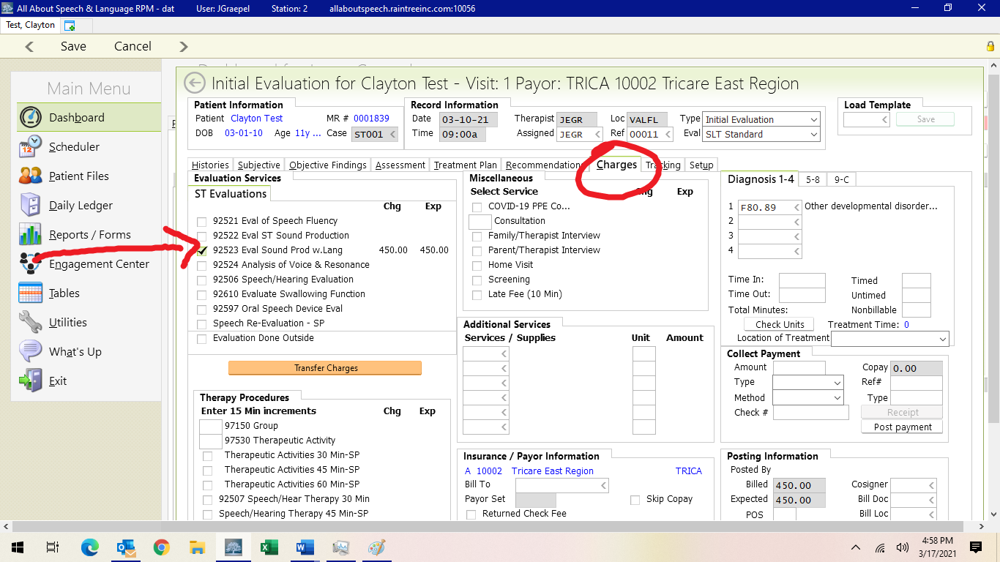 All About Speech & Language RPM - dat User: JGraepel Station: 2 allaboutspeech.raintreeinc.com:10056
Test, Clayton
Save Cancel
Main Menu
Dashboard
Scheduler
Patient Files
Daily Ledger
Reports / Forms
Engagement Center
Tables
Utilities
What's Up
Exit
Initial Evaluation for Clayton Test - Visit: 1 Payor: TRICA 10002 Tricare East Region
Patient Information
Patient Clayton Test MR # 0001839
DOB 03-01-10 Age 11y ... Case ST001
Record Information
Date 03-10-21 Therapist JEGR Loc VALFL Type Initial Evaluation
Time 09:00a Assigned JEGR Ref 00011 Eval SLT Standard
Load Template
Save
Histories Subjective Objective Findings Assessment Treatment Plan Recommendation Charges Tracking Setup
Evaluation Services
ST Evaluations
Chg Exp
92521 Eval of Speech Fluency
92522 Eval ST Sound Production
92523 Eval Sound Prod w.Lang 450.00 450.00
92524 Analysis of Voice & Resonance
92506 Speech/Hearing Evaluation
92610 Evaluate Swallowing Function
92597 Oral Speech Device Eval
Speech Re-Evaluation - SP
Evaluation Done Outside
Transfer Charges
Therapy Procedures
Enter 15 Min increments Chg Exp
97150 Group
97530 Therapeutic Activity
Therapeutic Activities 30 Min-SP
Therapeutic Activities 45 Min-SP
Therapeutic Activities 60 Min-SP
92507 Speech/Hear Therapy 30 Min
Speech/Hearing Therapy 45 Min-SP
Miscellaneous
Select Service Chg Exp
COVID-19 PPE Co...
Consultation
Family/Therapist Interview
Parent/Therapist Interview
Home Visit
Screening
Late Fee (10 Min)
Additional Services
Services / Supplies Unit Amount
Insurance / Payor Information
A 10002 Tricare East Region TRICA
Bill To
Payor Set Skip Copay
Returned Check Fee
Diagnosis 1-4 5-8 9-C
1 F80.89 Other developmental disorder...
2
3
4
Time In: Timed
Time Out: Untimed
Total Minutes: Nonbillable
Check Units Treatment Time: 0
Location of Treatment
Collect Payment
Amount Copay 0.00
Type Ref#
Method Type
Check # Receipt
Post payment
Posting Information
Posted By
Billed 450.00 Cosigner
Expected 450.00 Bill Doc
POS Bill Loc
4:58 PM
3/17/2021